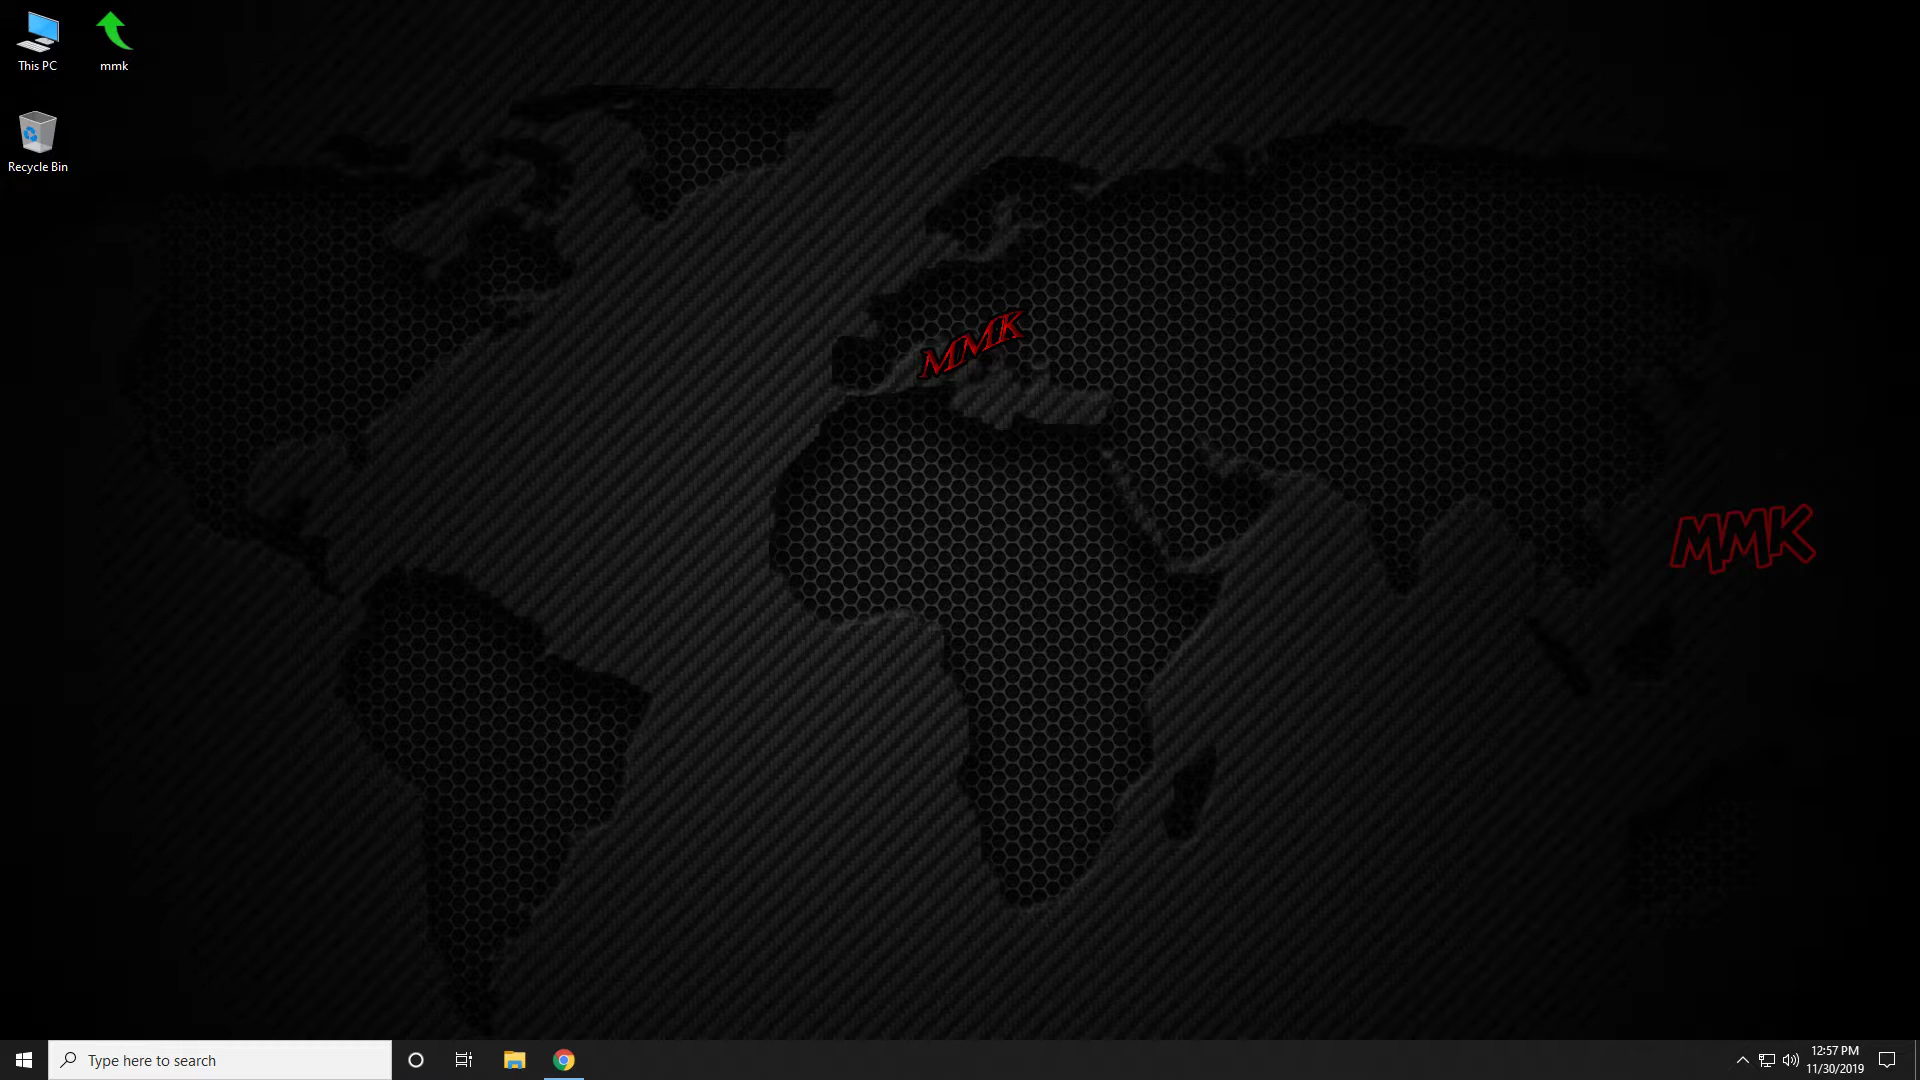 This PC
mmk
Recycle Bin
MMK
MMK
Type here to search
12:57 PM
11/30/2019